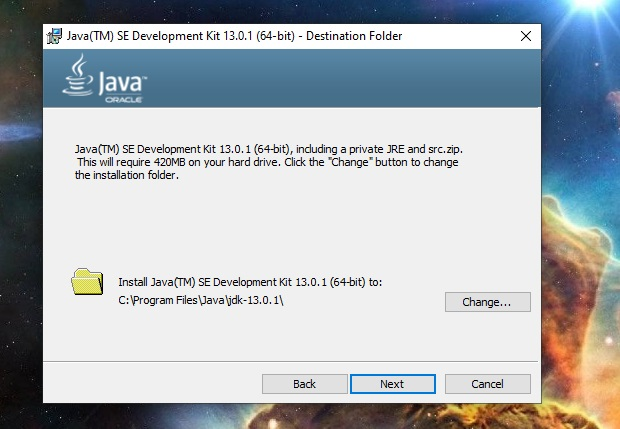 Java(TM) SE Development Kit 13.0.1 (64-bit) - Destination Folder
Java™
ORACLE
Java(TM) SE Development Kit 13.0.1 (64-bit), including a private JRE and src.zip.
This will require 420MB on your hard drive. Click the "Change" button to change
the installation folder.
Install Java(TM) SE Development Kit 13.0.1 (64-bit) to:
C:\Program Files\Java\jdk-13.0.1\
Change...
Back
Next
Cancel